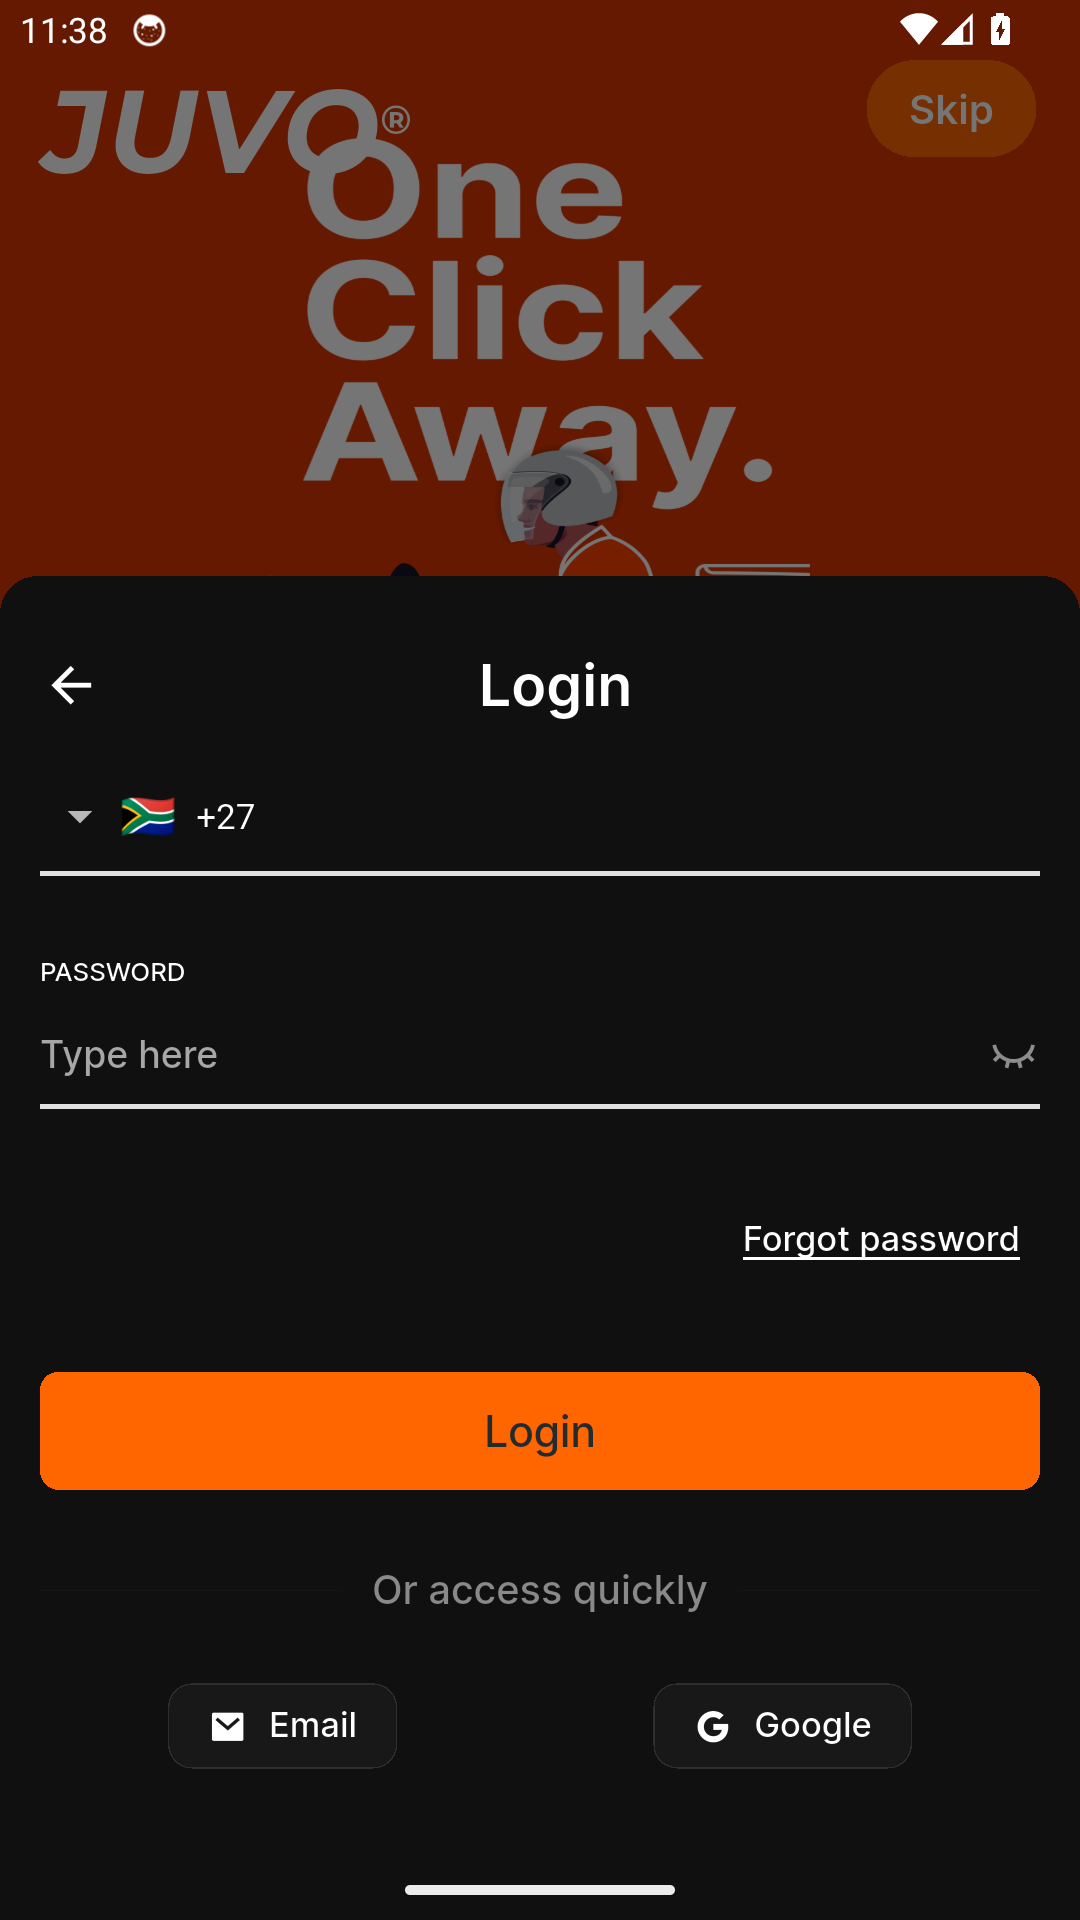 11:38
JUVO®
Skip
One
Click
Away.
Login
+27
PASSWORD
Type here
Forgot password
Login
Or access quickly
Email
Google